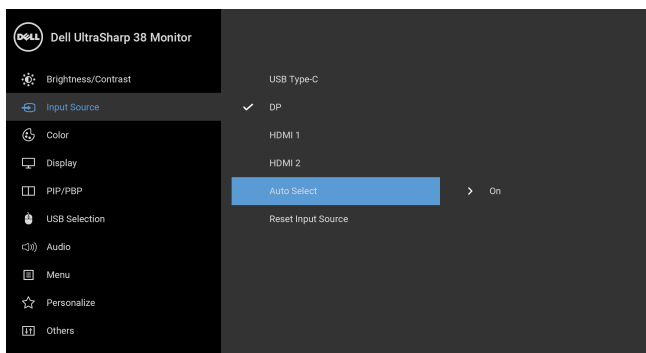 DELL Dell UltraSharp 38 Monitor
Brightness/Contrast
USB Type-C
Input Source
DP
Color
HDMI 1
Display
HDMI 2
PIP/PBP
Auto Select
On
USB Selection
Reset Input Source
Audio
Menu
Personalize
Others